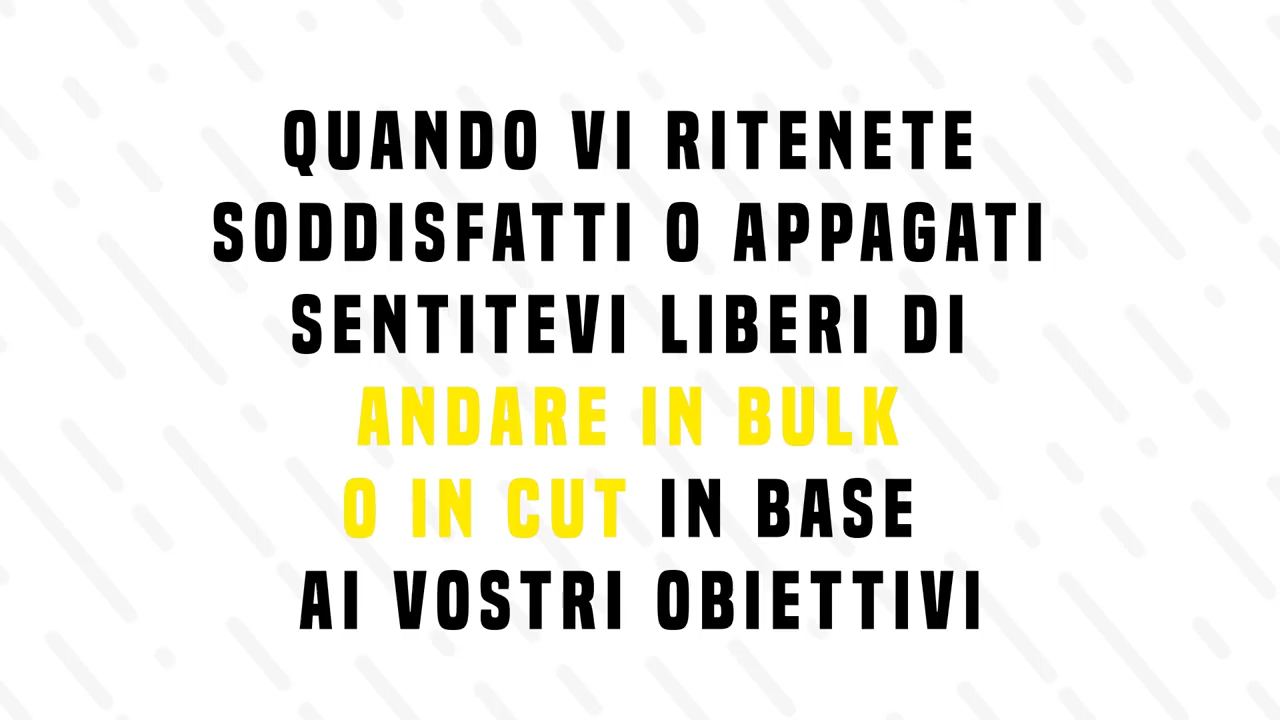 QUANDO VI RITENETE
SODDISFATTI O APPAGATI
SENTITEVI LIBERI DI
ANDARE IN BULK
O IN CUT IN BASE
AI VOSTRI OBIETTIVI